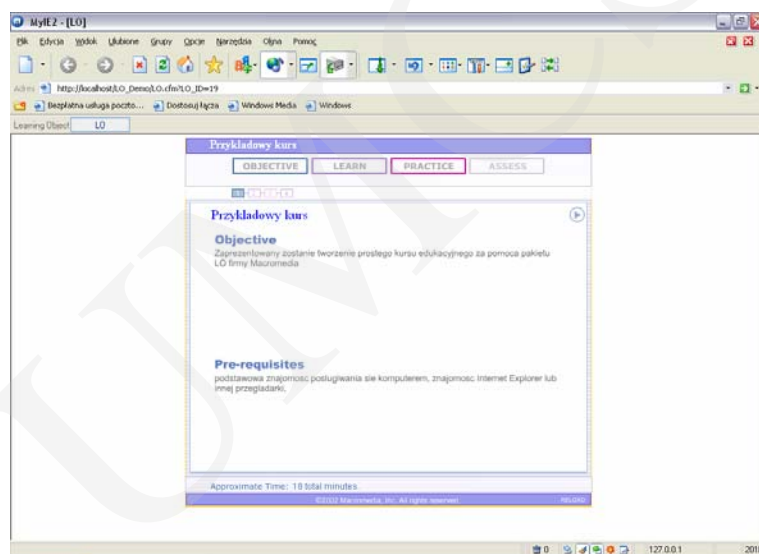 MyIE2 - [LO]
Plik Edycja Widok Ulubione Grupy Opcje Narzędzia Okna Pomoc
Adres http://localhost/LO_Demo/LO.cfm?LO_ID=19
Bezpłatna usługa poczto... Dostosuj łącza Windows Media Windows
Learning Object LO
Przykladowy kurs
OBJECTIVE LEARN PRACTICE ASSESS
Przykladowy kurs
Objective
Zaprezentowany zostanie tworzenie prostego kursu edukacyjnego za pomoca pakietu
LO firmy Macromedia
Pre-requisites
podstawowa znajomosc poslugiwania sie komputerem, znajomosc Internet Explorer lub
innej przegladarki.
Approximate Time: 18 total minutes.
©2002 Macromedia, Inc. All rights reserved. RELOAD
0 127.0.0.1
UMCS